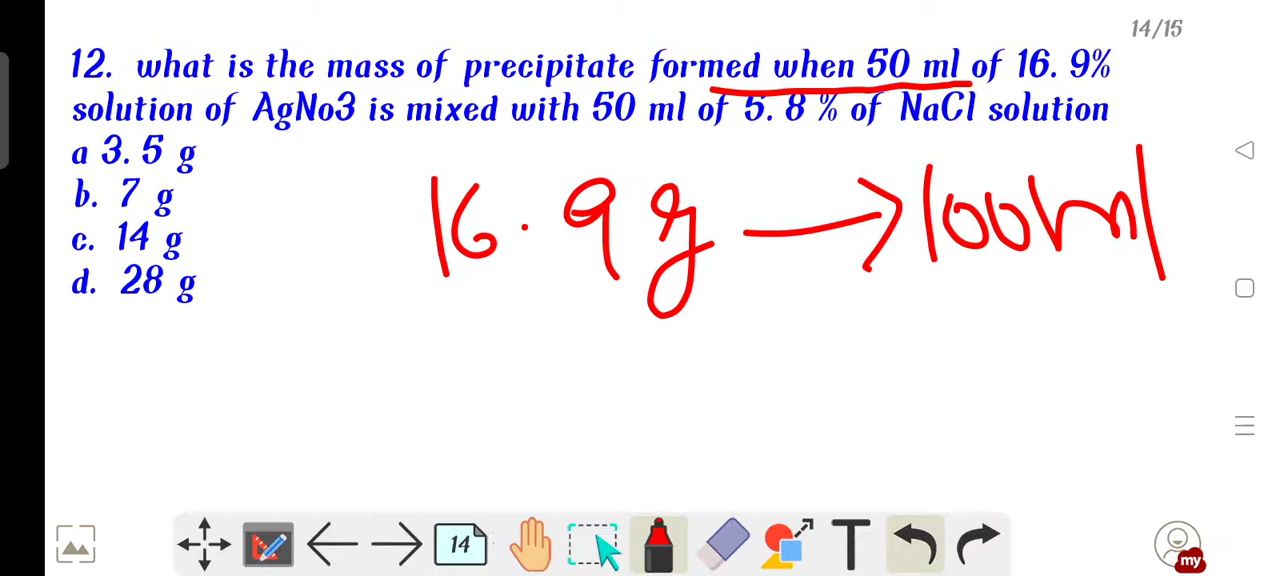 14/15
12. what is the mass of precipitate formed when 50 ml of 16.9%
solution of AgNo3 is mixed with 50 ml of 5.8 % of NaCl solution
a 3.5 g
b. 7 g
c. 14 g
d. 28 g
16.9 g → 100ml
14
T
my